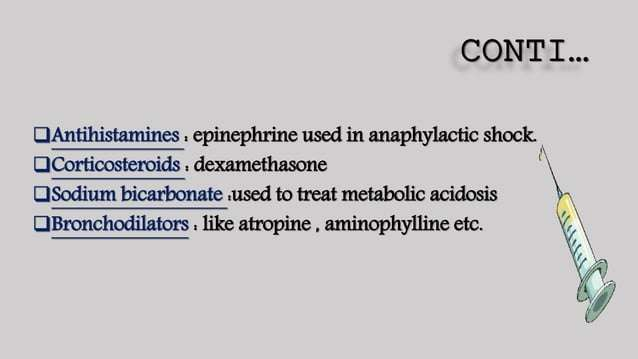 CONTI...
Antihistamines : epinephrine used in anaphylactic shock.
Corticosteroids : dexamethasone
Sodium bicarbonate :used to treat metabolic acidosis
Bronchodilators : like atropine , aminophylline etc.